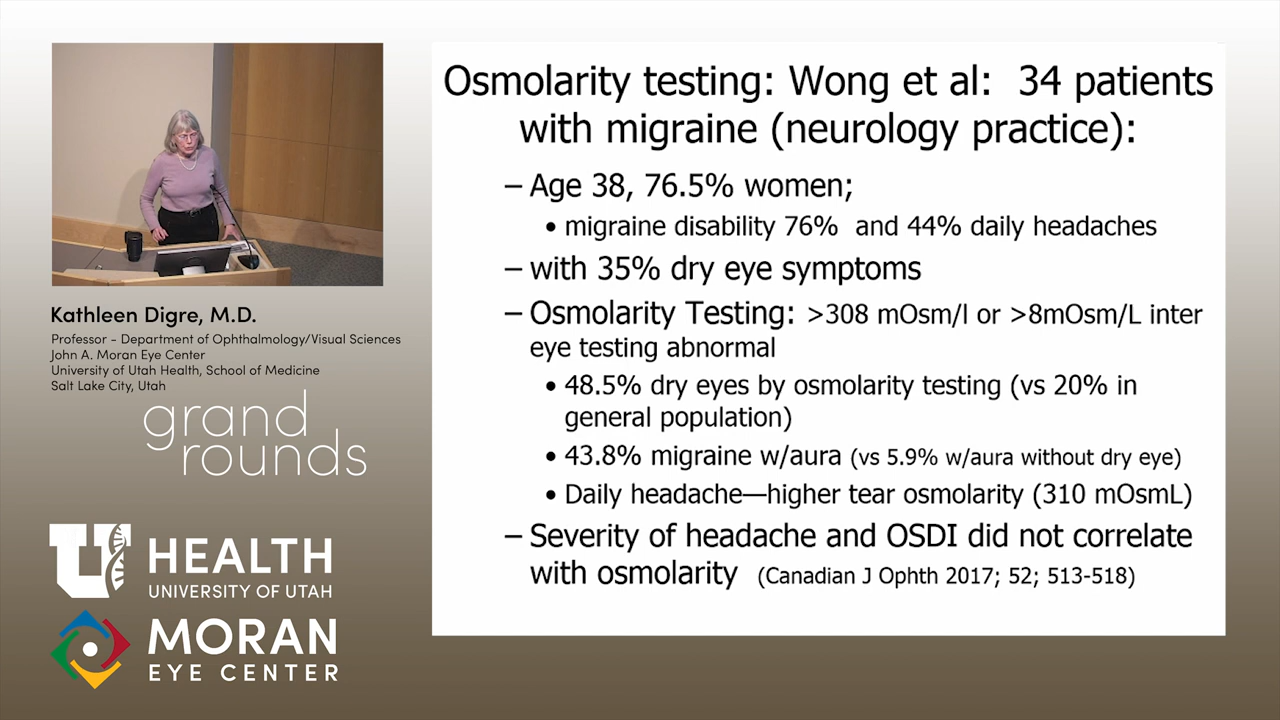 Osmolarity testing: Wong et al: 34 patients
with migraine (neurology practice):
– Age 38, 76.5% women;
• migraine disability 76% and 44% daily headaches
– with 35% dry eye symptoms
– Osmolarity Testing: >308 mOsm/l or >8mOsm/L inter
eye testing abnormal
• 48.5% dry eyes by osmolarity testing (vs 20% in
general population)
• 43.8% migraine w/aura (vs 5.9% w/aura without dry eye)
• Daily headache—higher tear osmolarity (310 mOsmL)
– Severity of headache and OSDI did not correlate
with osmolarity (Canadian J Ophth 2017; 52; 513-518)
Kathleen Digre, M.D.
Professor - Department of Ophthalmology/Visual Sciences
John A. Moran Eye Center
University of Utah Health, School of Medicine
Salt Lake City, Utah
grand
rounds
U HEALTH
UNIVERSITY OF UTAH
MORAN
EYE CENTER